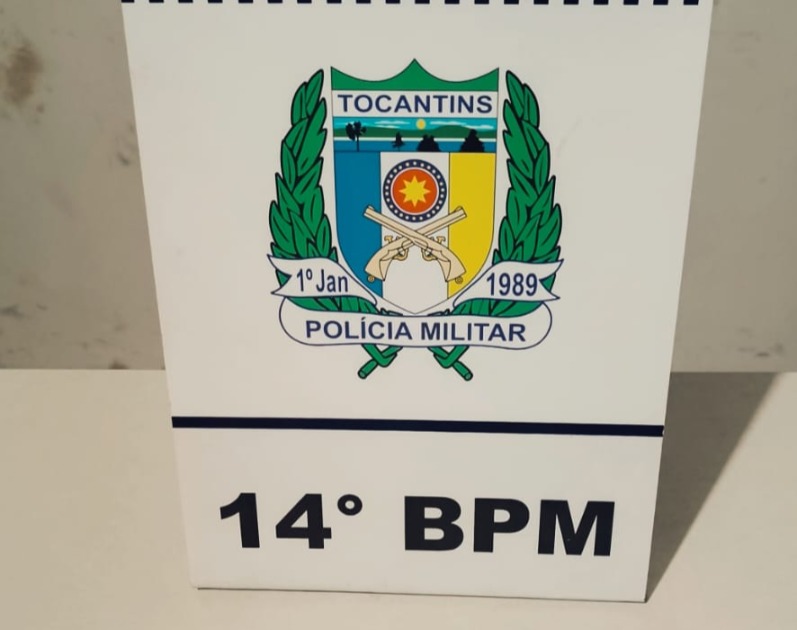 TOCANTINS
1º Jan 1989
POLÍCIA MILITAR
14° BPM